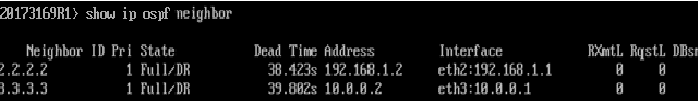 20173169R1> show ip ospf neighbor
Neighbor ID Pri State Dead Time Address Interface RXmtL RqstL DBsm
2.2.2.2 1 Full/DR 38.423s 192.168.1.2 eth2:192.168.1.1 0 0
3.3.3.3 1 Full/DR 39.802s 10.0.0.2 eth3:10.0.0.1 0 0